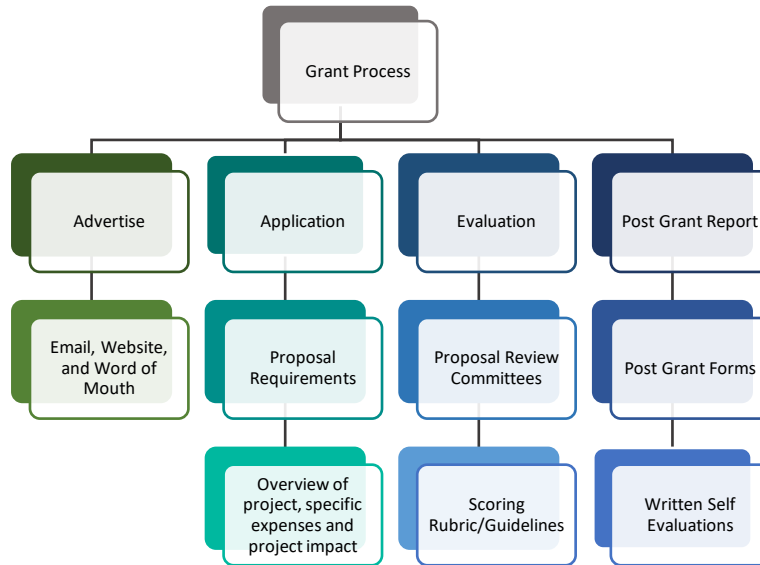 Grant Process
Advertise
Application
Evaluation
Post Grant Report
Email, Website,
and Word of
Mouth
Proposal
Requirements
Proposal Review
Committees
Post Grant Forms
Overview of
project, specific
expenses and
project impact
Scoring
Rubric/Guidelines
Written Self
Evaluations